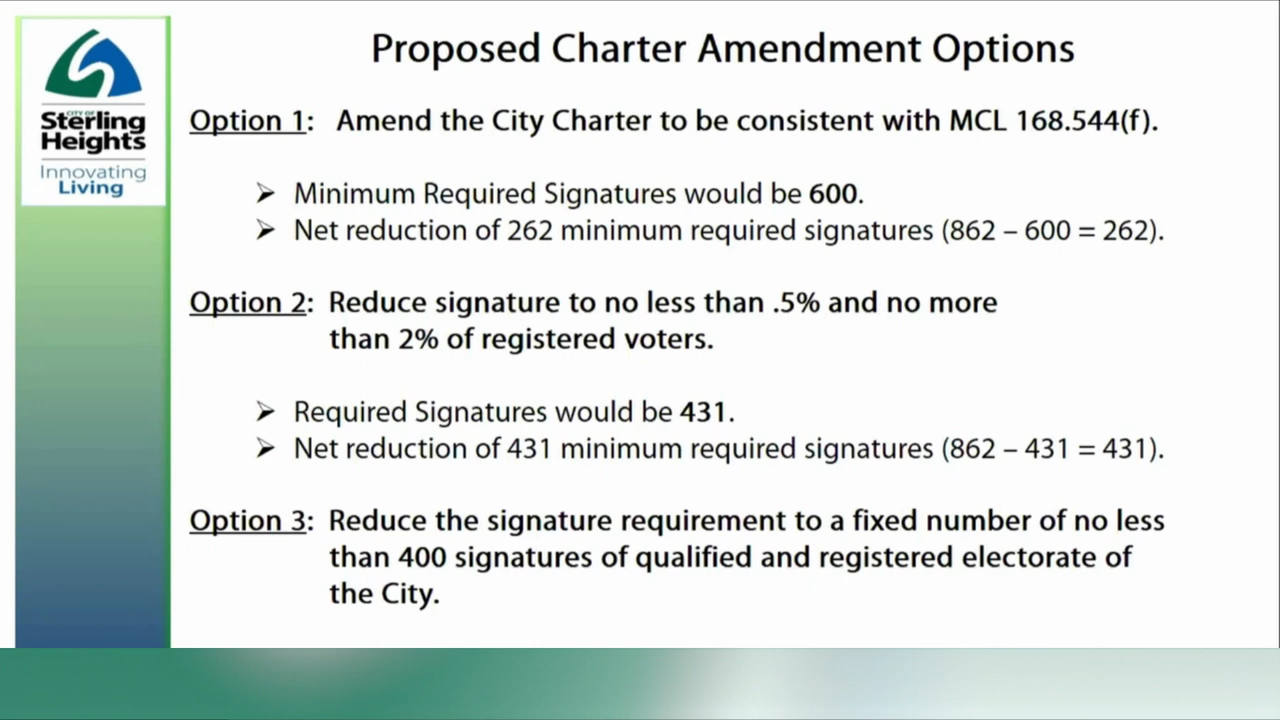 Proposed Charter Amendment Options
CITY OF
Sterling
Heights
Innovating
Living
Option 1: Amend the City Charter to be consistent with MCL 168.544(f).
➢ Minimum Required Signatures would be 600.
➢ Net reduction of 262 minimum required signatures (862 – 600 = 262).
Option 2: Reduce signature to no less than .5% and no more
than 2% of registered voters.
➢ Required Signatures would be 431.
➢ Net reduction of 431 minimum required signatures (862 – 431 = 431).
Option 3: Reduce the signature requirement to a fixed number of no less
than 400 signatures of qualified and registered electorate of
the City.